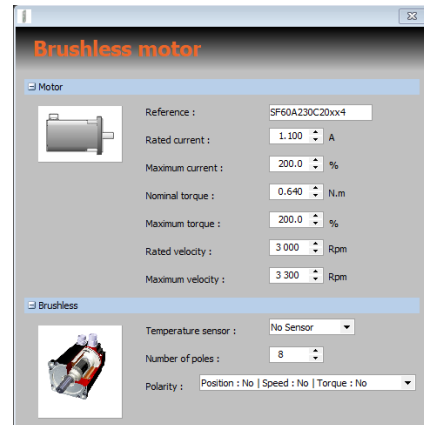 Brushless motor
Motor
Reference : SF60A230C20xx4
Rated current : 1.100 A
Maximum current : 200.0 %
Nominal torque : 0.640 N.m
Maximum torque : 200.0 %
Rated velocity : 3 000 Rpm
Maximum velocity : 3 300 Rpm
Brushless
Temperature sensor : No Sensor
Number of poles : 8
Polarity : Position : No | Speed : No | Torque : No